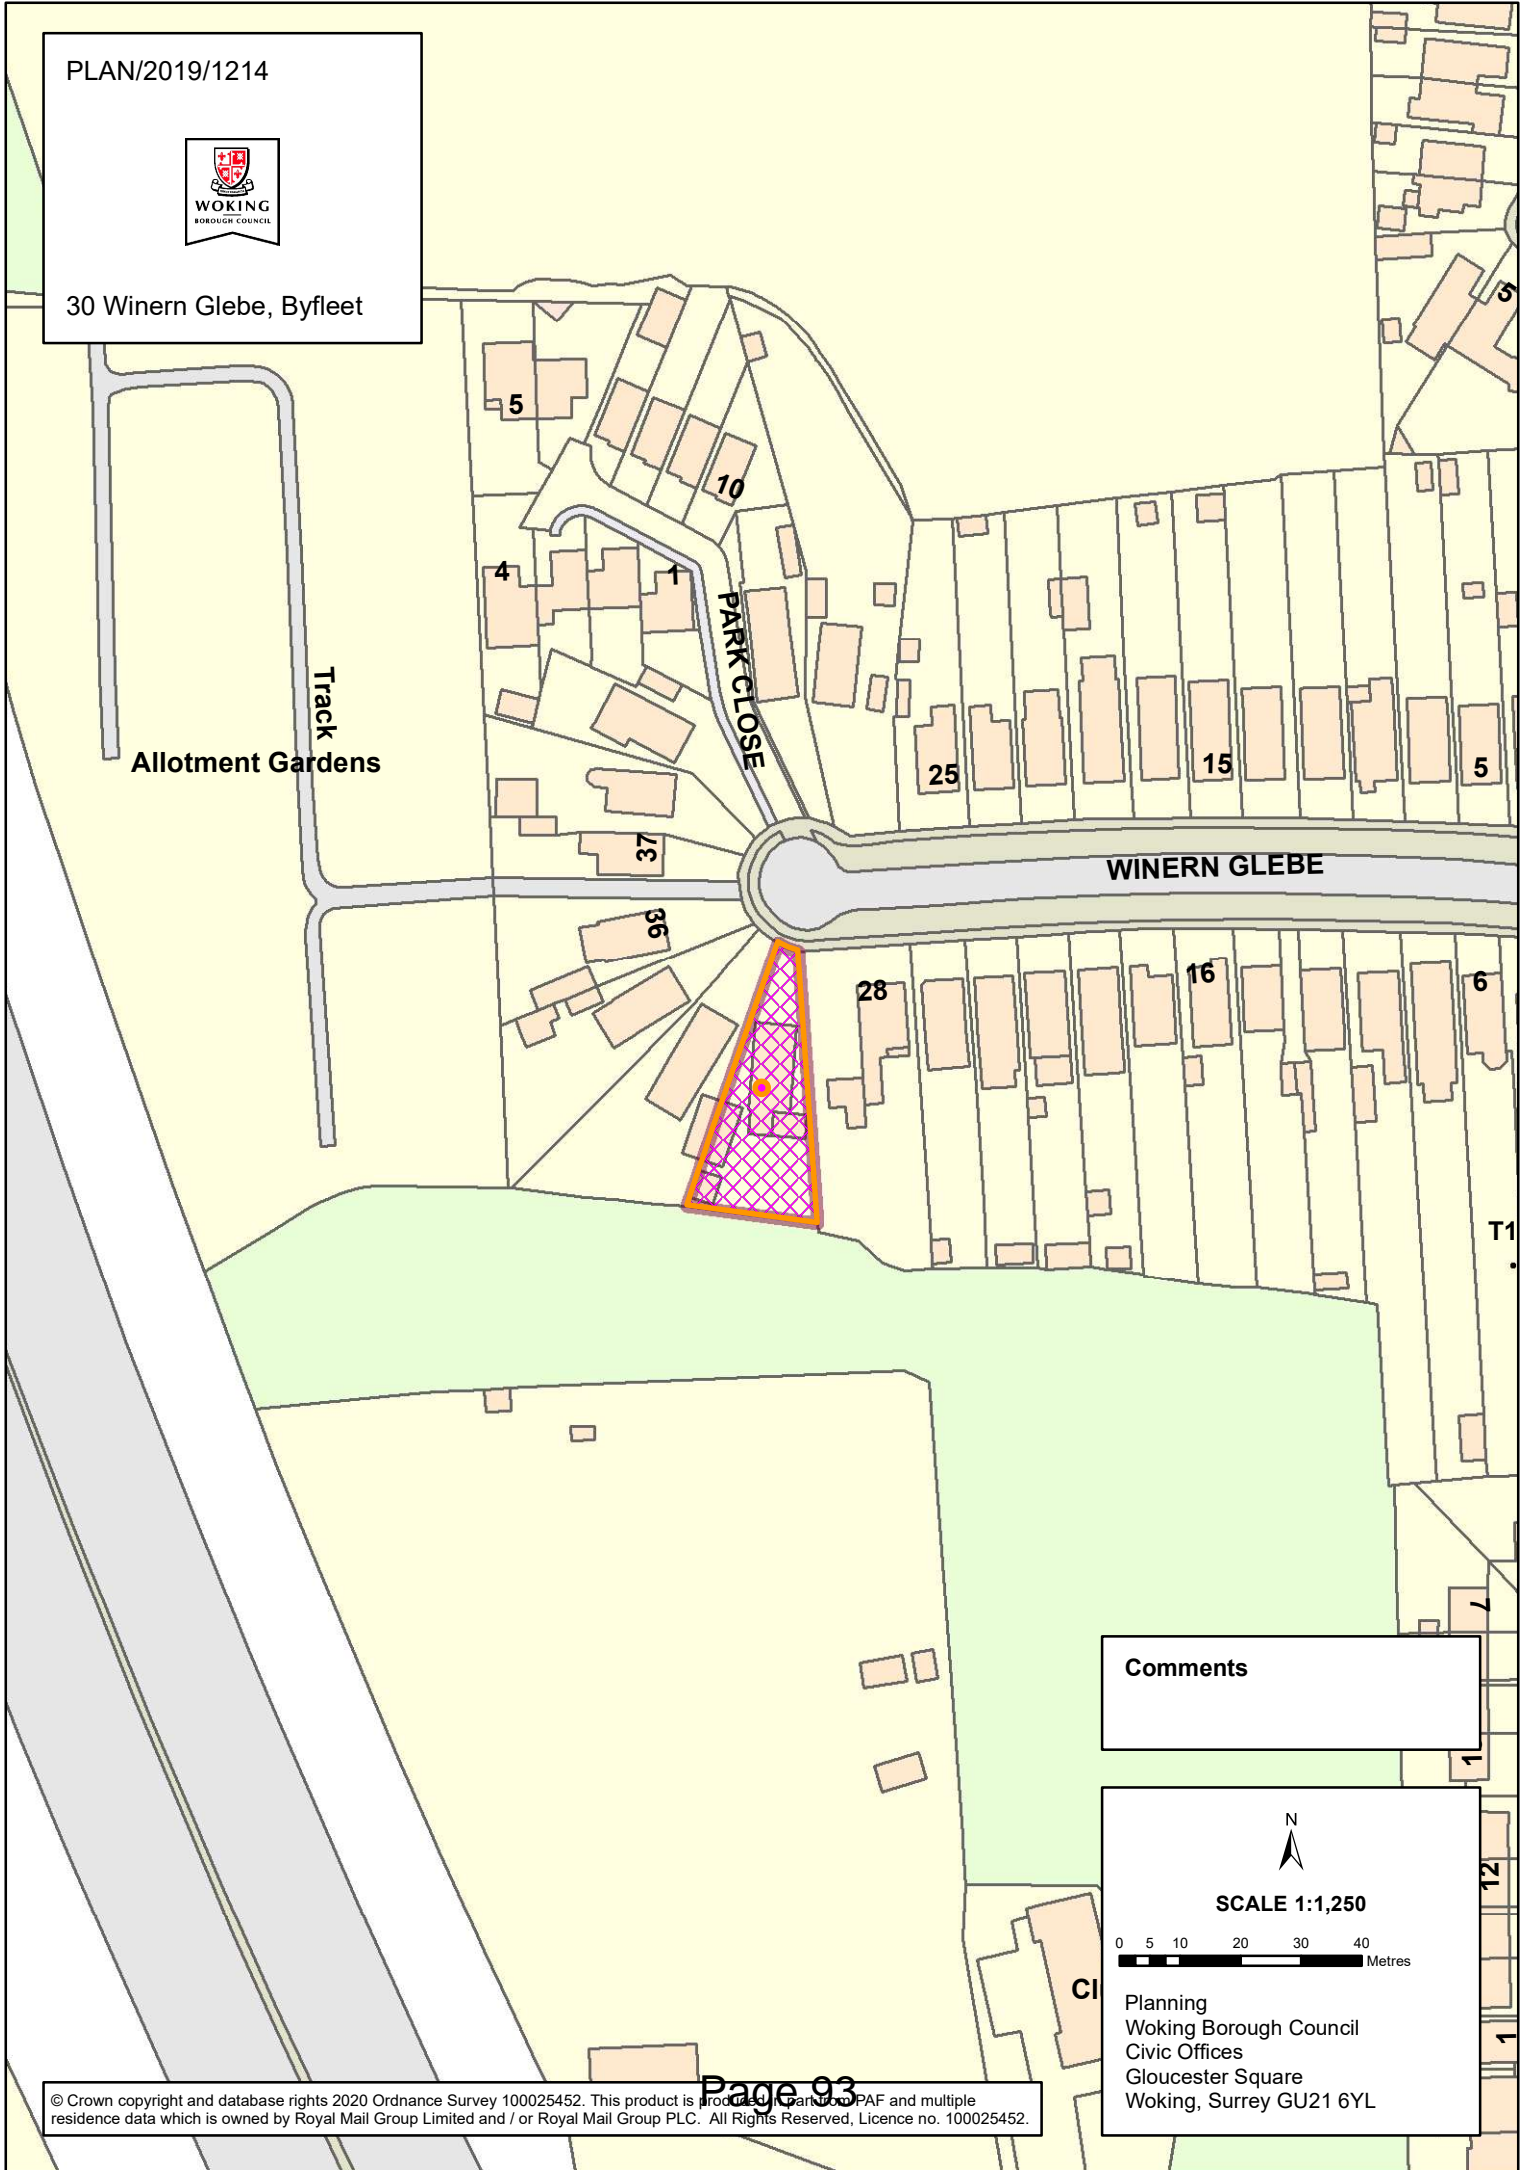 PLAN/2019/1214
WOKING
BOROUGH COUNCIL
30 Winern Glebe, Byfleet
5
5
10
4
1
PARK CLOSE
Track
Allotment Gardens
25
15
5
37
WINERN GLEBE
36
28
16
6
T1
7
Comments
1
N
SCALE 1:1,250
12
0 5 10 20 30 40
Metres
Planning
Woking Borough Council
Civic Offices
Gloucester Square
Woking, Surrey GU21 6YL
1
Page 93
© Crown copyright and database rights 2020 Ordnance Survey 100025452. This product is produced in part from PAF and multiple
residence data which is owned by Royal Mail Group Limited and / or Royal Mail Group PLC. All Rights Reserved, Licence no. 100025452.